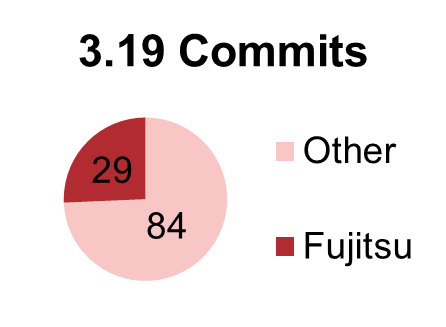 3.19 Commits
Other
29
84
Fujitsu